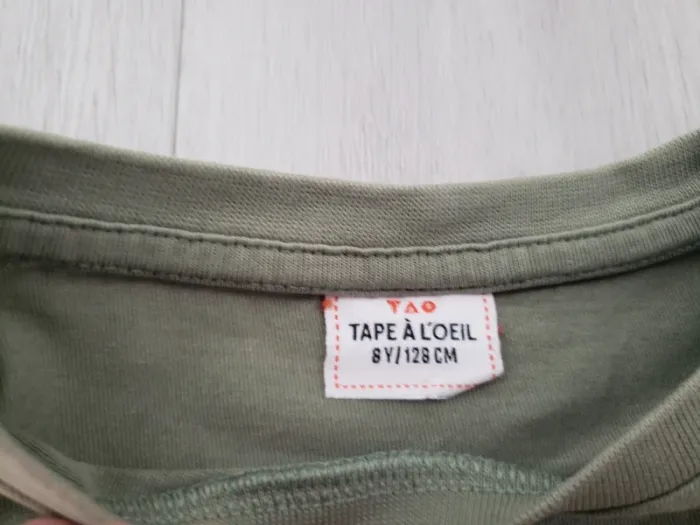 TAO
TAPE À L'OEIL
8Y/128 CM